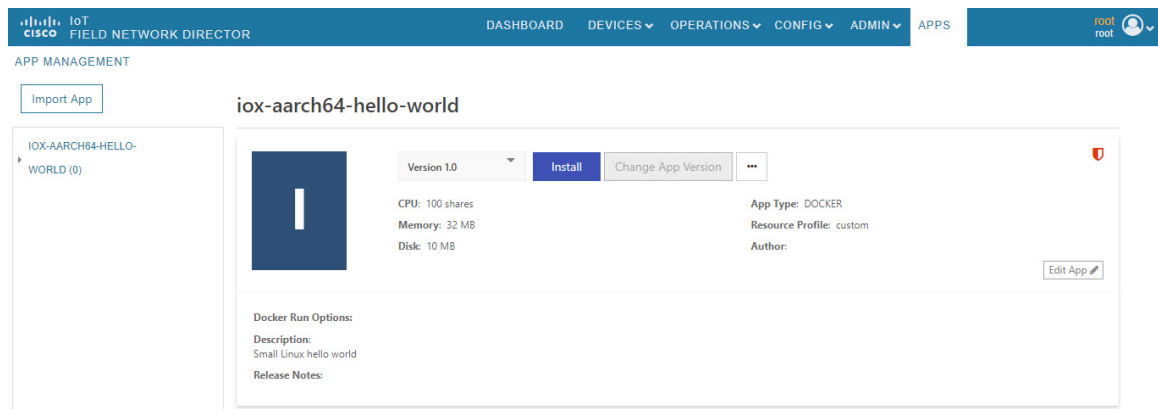 IoT
CISCO FIELD NETWORK DIRECTOR
DASHBOARD DEVICES OPERATIONS CONFIG ADMIN APPS
root
root
APP MANAGEMENT
Import App
IOX-AARCH64-HELLO-
WORLD (0)
iox-aarch64-hello-world
I
Version 1.0 Install Change App Version ...
CPU: 100 shares
Memory: 32 MB
Disk: 10 MB
App Type: DOCKER
Resource Profile: custom
Author:
Edit App
Docker Run Options:
Description:
Small Linux hello world
Release Notes: